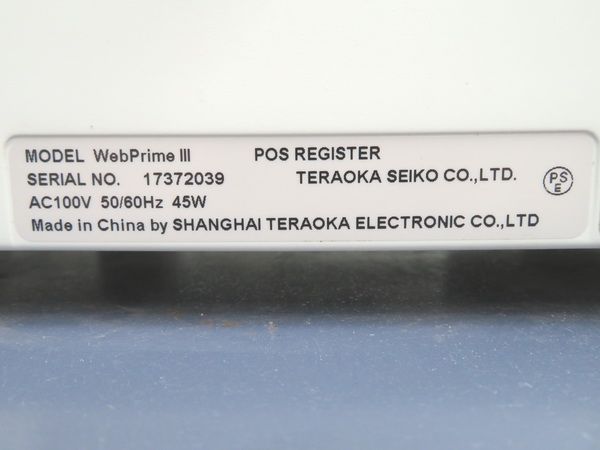 MODEL WebPrime III POS REGISTER
SERIAL NO. 17372039 TERAOKA SEIKO CO.,LTD.
PS
E
AC100V 50/60Hz 45W
Made in China by SHANGHAI TERAOKA ELECTRONIC CO.,LTD